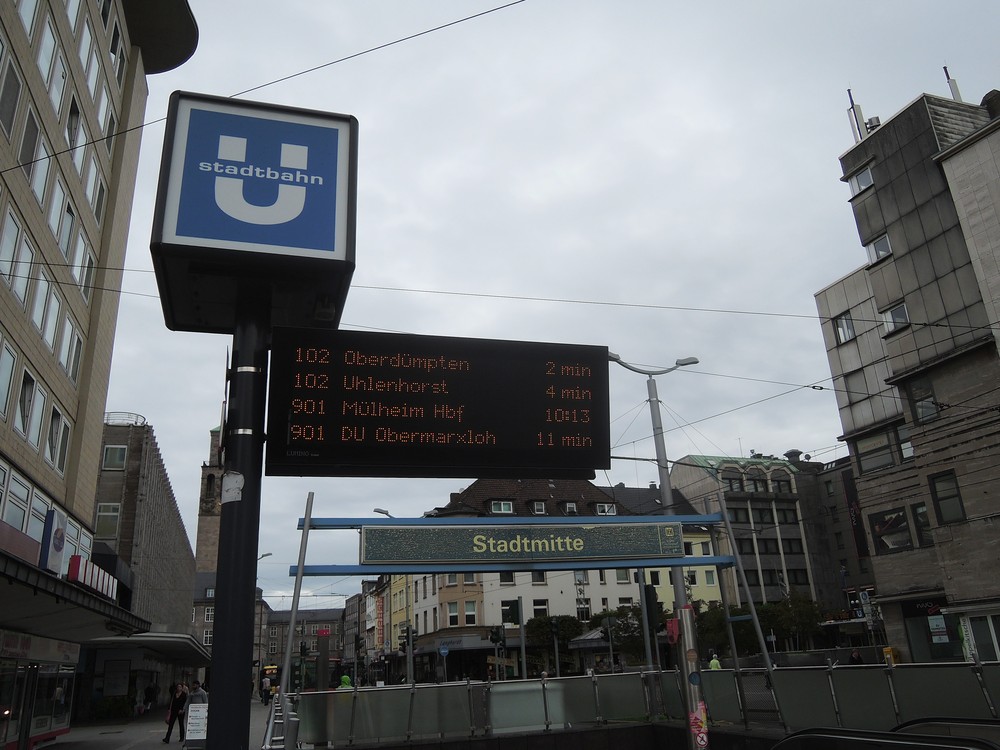 stadtbahn
102 Oberdümpten 2 min
102 Uhlenhorst 4 min
901 Mülheim Hbf 10:13
901 DU Obermarxloh 11 min
Stadtmitte